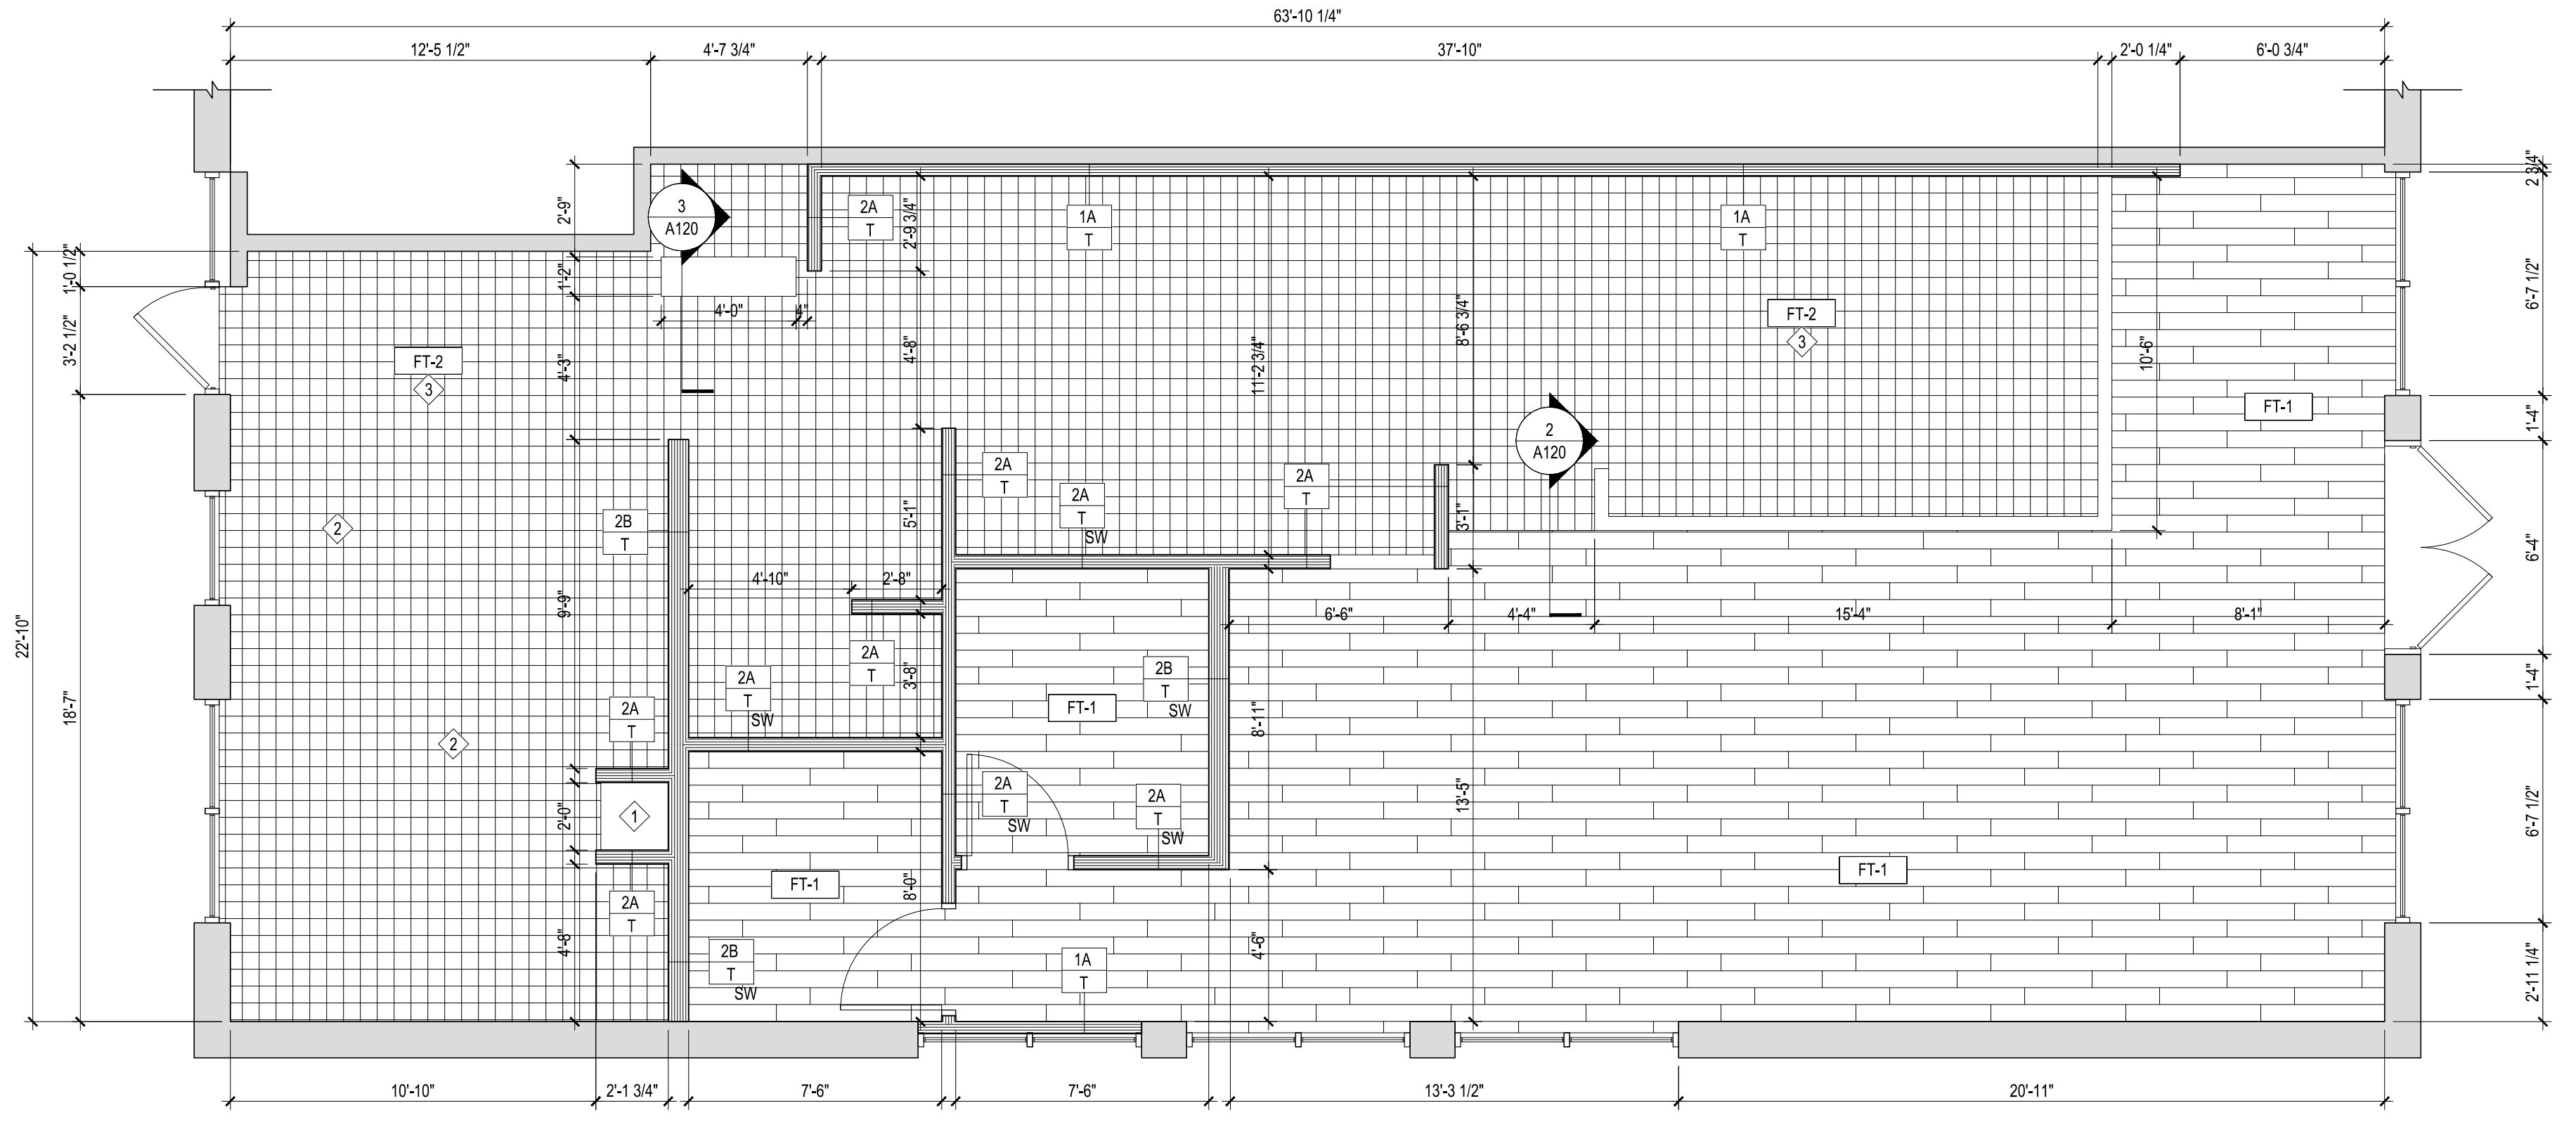 63'-10 1/4"
12'-5 1/2"
4'-7 3/4"
37'-10"
2'-0 1/4"
6'-0 3/4"
2 3/4"
2'-9"
3
A120
2A
T
2'-9 3/4"
1A
T
1A
T
1'-0 1/2"
1'-2"
4'-0"
4"
3'-2 1/2"
FT-2
3
4'-3"
4'-8"
11'-2 3/4"
8'-6 3/4"
FT-2
3
10'-6"
6'-7 1/2"
FT-1
1'-4"
2
A120
2A
T
2A
T
SW
2A
T
3'-1"
2B
T
2
5'-1"
6'-4"
22'-10"
18'-7"
9'-9"
4'-10"
2'-8"
6'-6"
4'-4"
15'-4"
8'-1"
2A
T
3'-8"
2A
T
SW
2B
T
SW
FT-1
1'-4"
2A
T
2
8'-11"
13'-5"
2'-0"
1
2A
T
SW
2A
T
SW
6'-7 1/2"
FT-1
8'-0"
FT-1
2A
T
4'-8"
2B
T
SW
1A
T
4'-6"
2'-11 1/4"
10'-10"
2'-1 3/4"
7'-6"
7'-6"
13'-3 1/2"
20'-11"